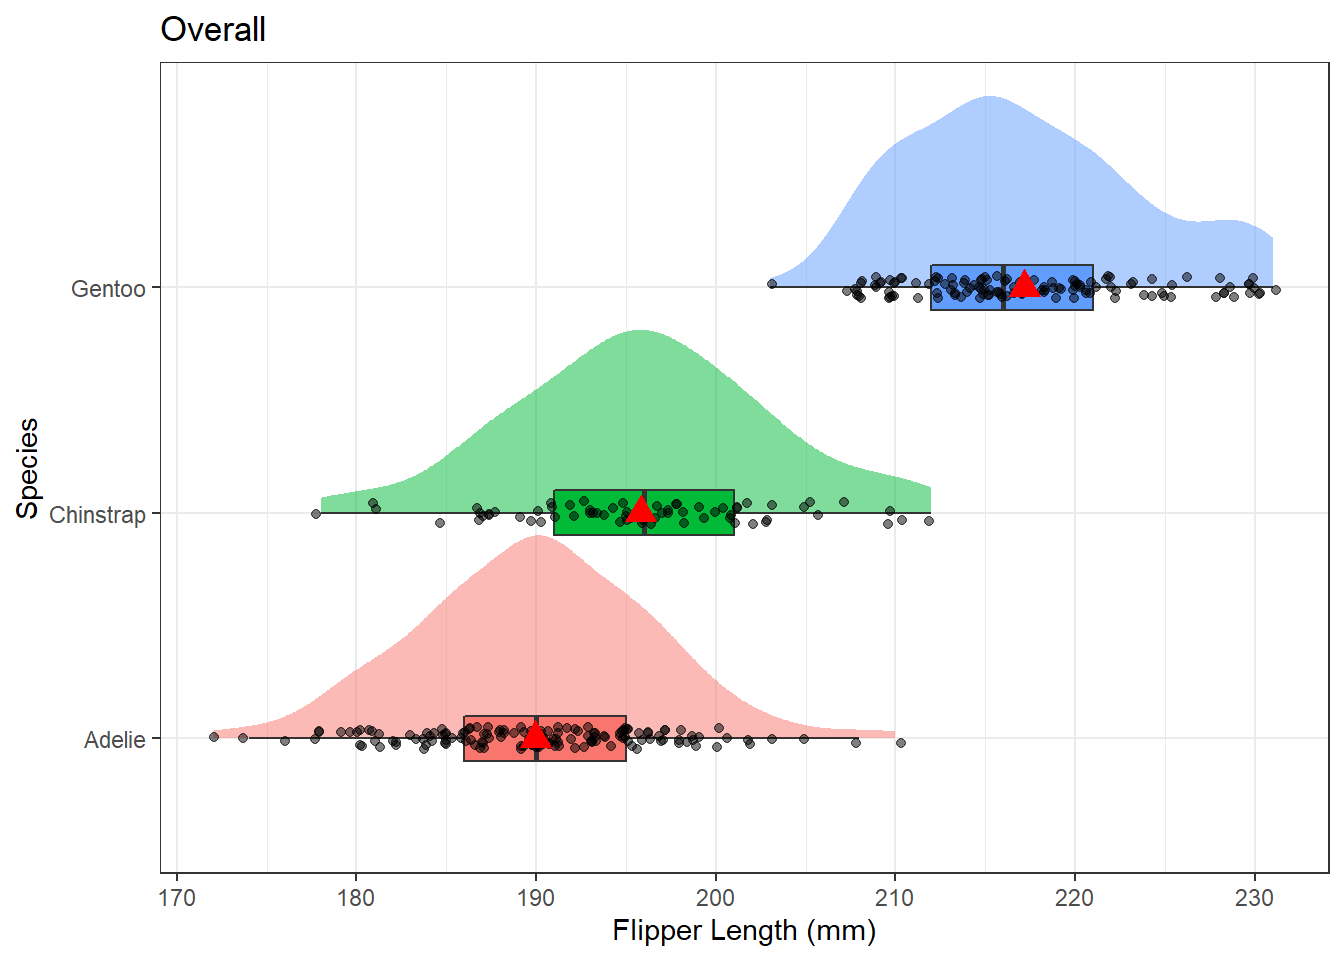 Overall
Species
Gentoo
Chinstrap
Adelie
170 180 190 200 210 220 230
Flipper Length (mm)